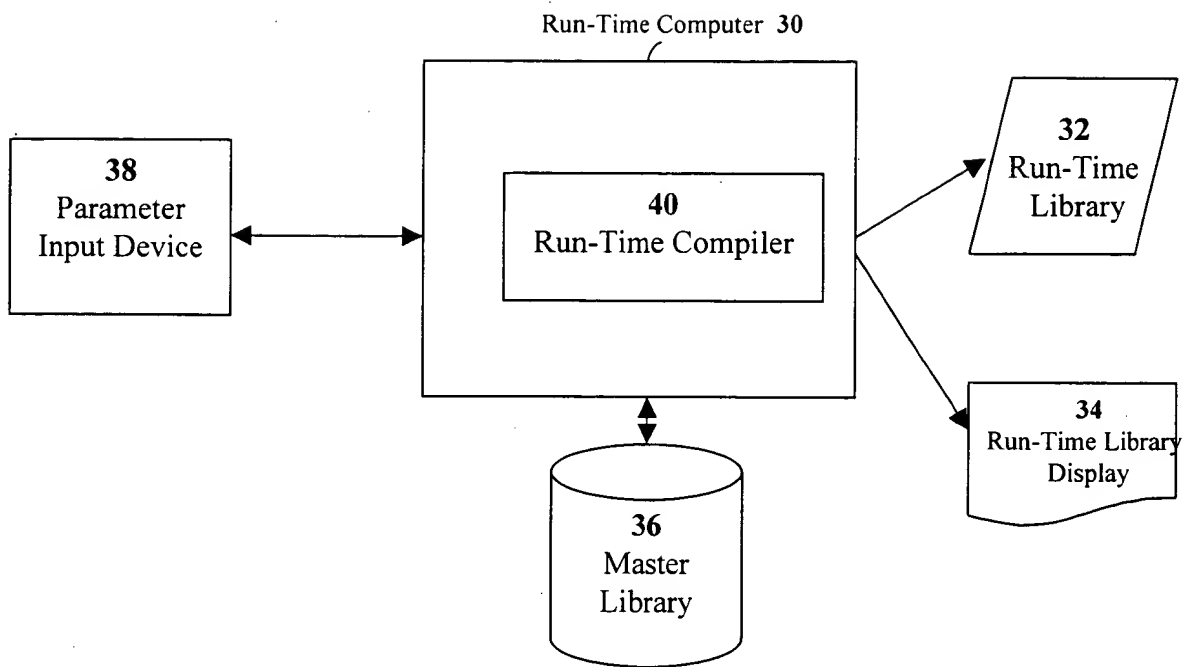 Run-Time Computer 30
38
Parameter
Input Device
40
Run-Time Compiler
32
Run-Time
Library
34
Run-Time Library
Display
36
Master
Library